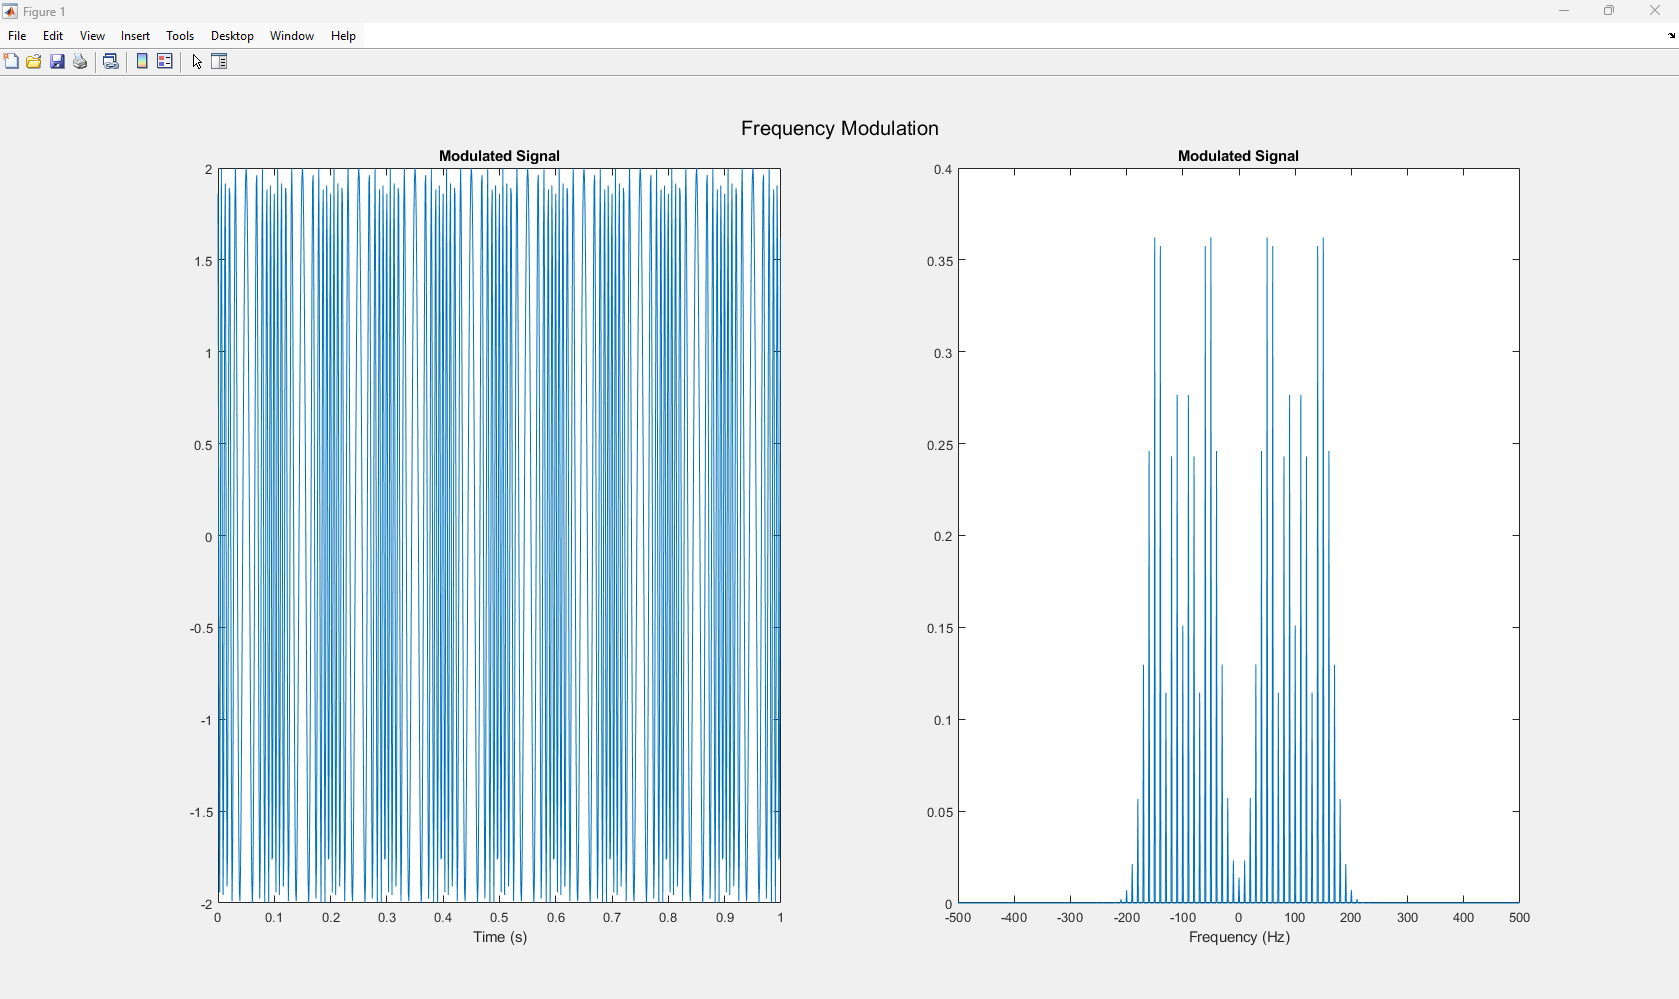 Figure 1
File Edit View Insert Tools Desktop Window Help
Frequency Modulation
Modulated Signal
2
1.5
1
0.5
0
-0.5
-1
-1.5
-2
0 0.1 0.2 0.3 0.4 0.5 0.6 0.7 0.8 0.9 1
Time (s)
Modulated Signal
0.4
0.35
0.3
0.25
0.2
0.15
0.1
0.05
0
-500 -400 -300 -200 -100 0 100 200 300 400 500
Frequency (Hz)